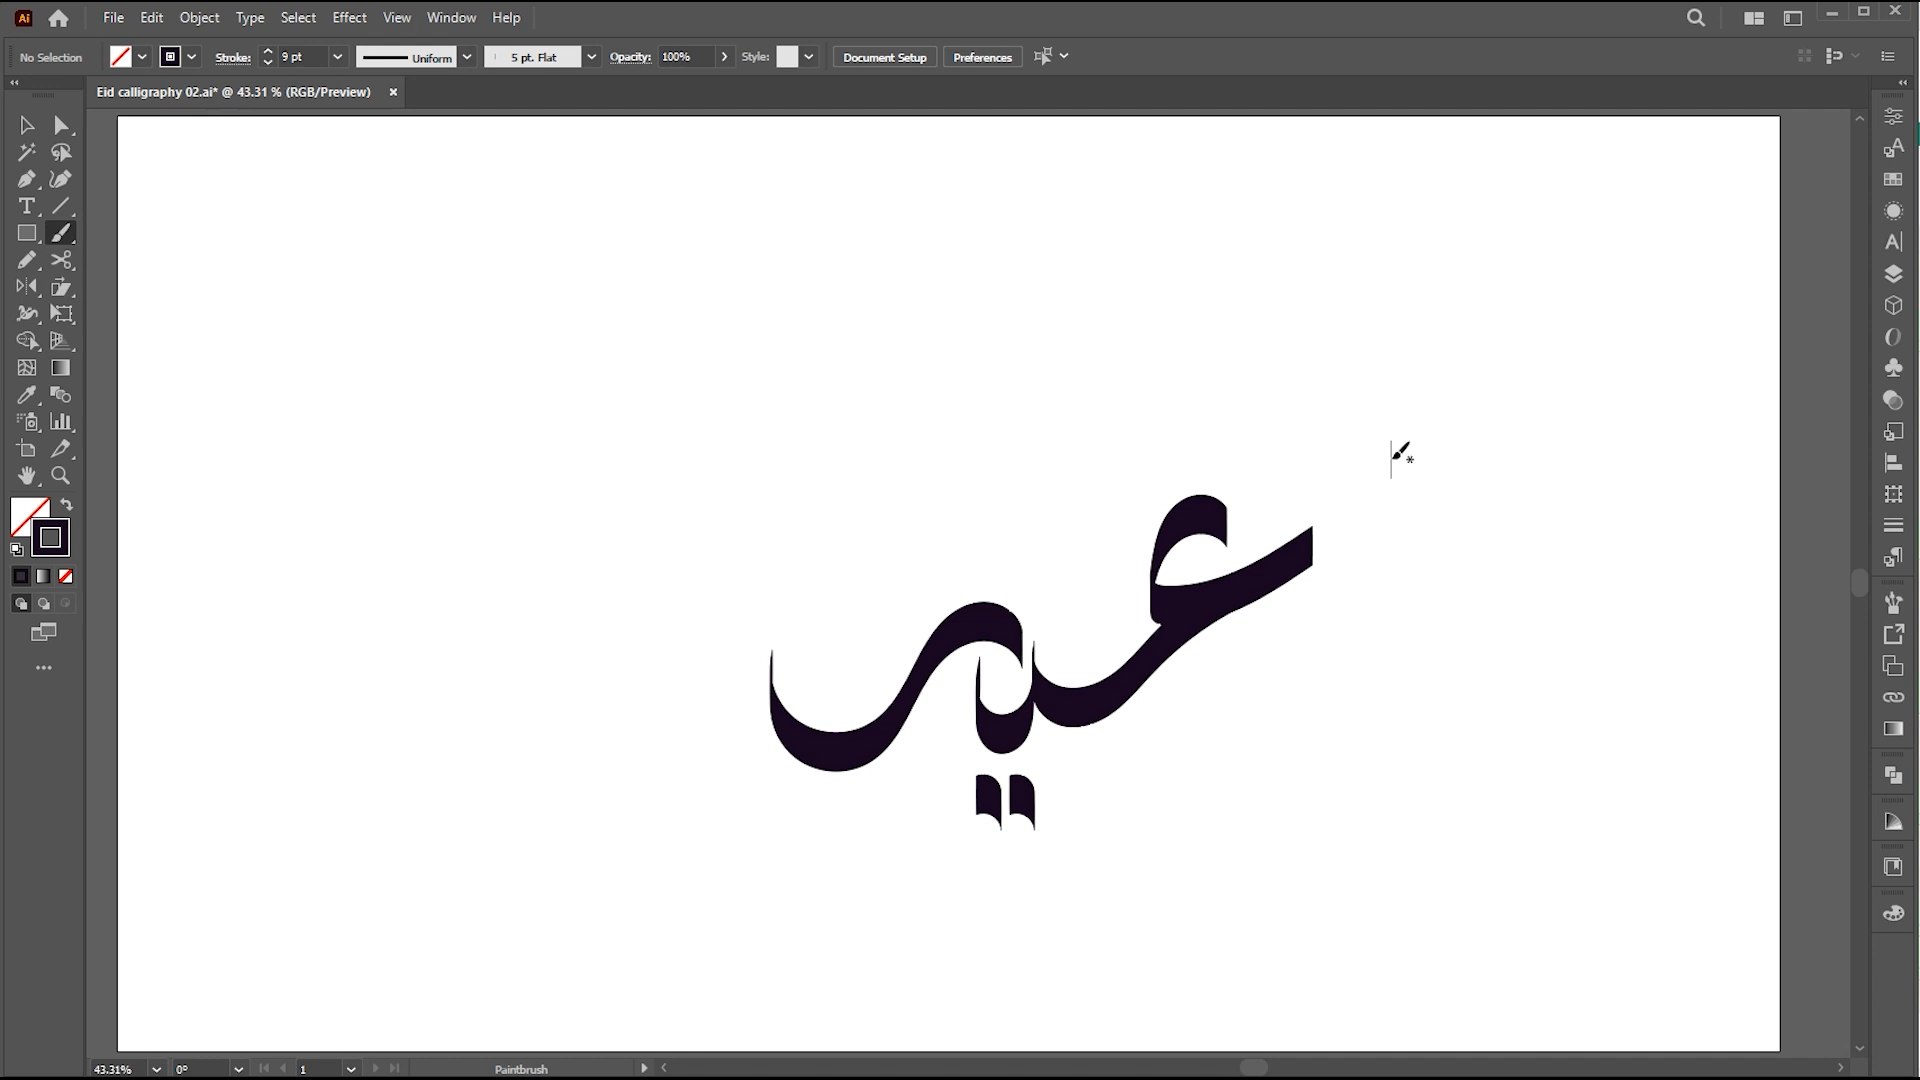 Ai File Edit Object Type Select Effect View Window Help
No Selection Stroke: 9 pt Uniform 5 pt. Flat Opacity: 100% Style: Document Setup Preferences
Eid calligraphy 02.ai* @ 43.31 % (RGB/Preview) ×
عيد
43.31% 0° 1 Paintbrush